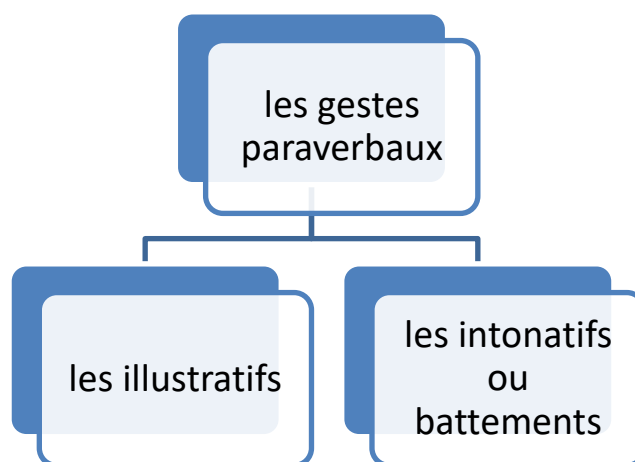 les gestes
paraverbaux
les illustratifs
les intonatifs
ou
battements